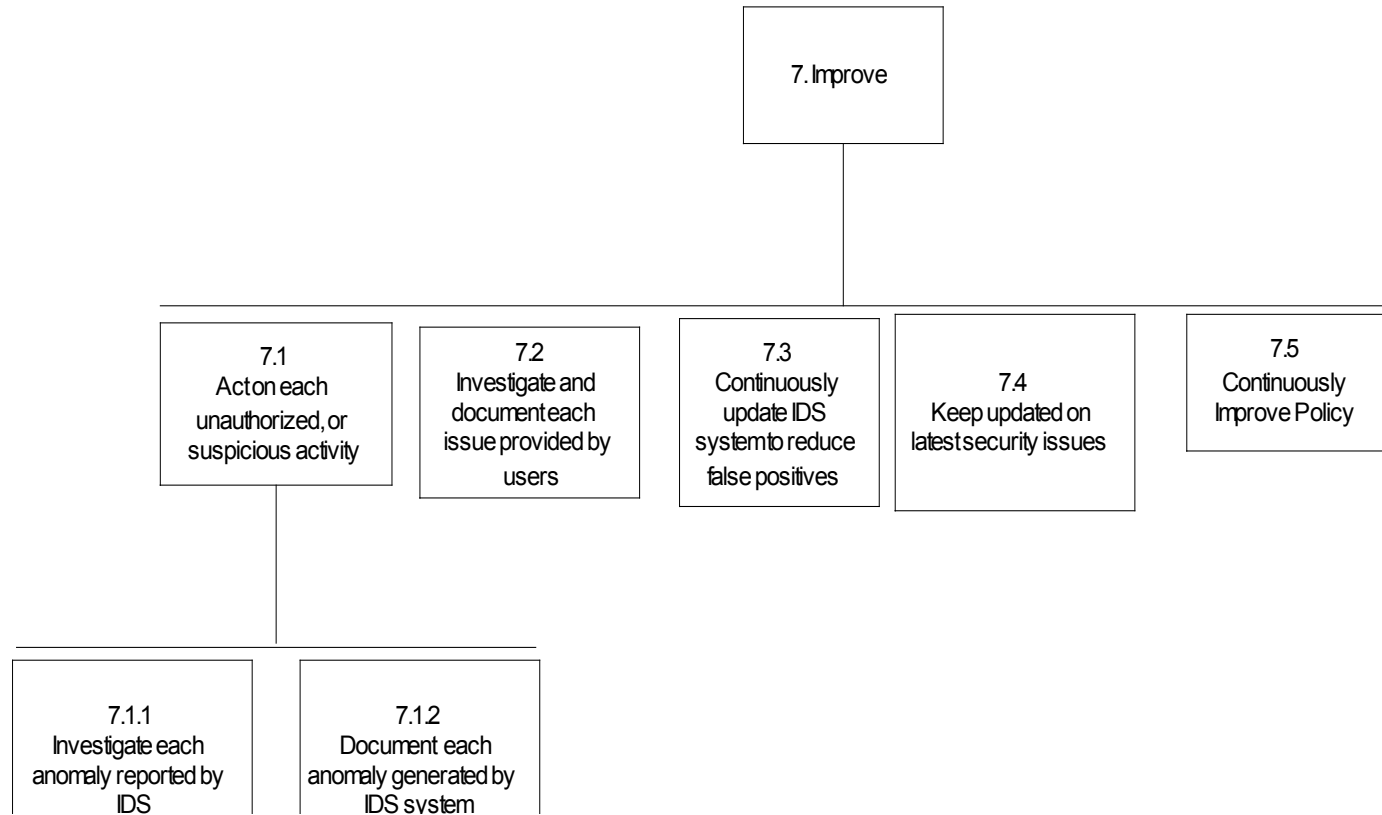 7. Improve
7.1
Act on each
unauthorized, or
suspicious activity
7.2
Investigate and
document each
issue provided by
users
7.3
Continuously
update IDS
system to reduce
false positives
7.4
Keep updated on
latest security issues
7.5
Continuously
Improve Policy
7.1.1
Investigate each
anomaly reported by
IDS
7.1.2
Document each
anomaly generated by
IDS system